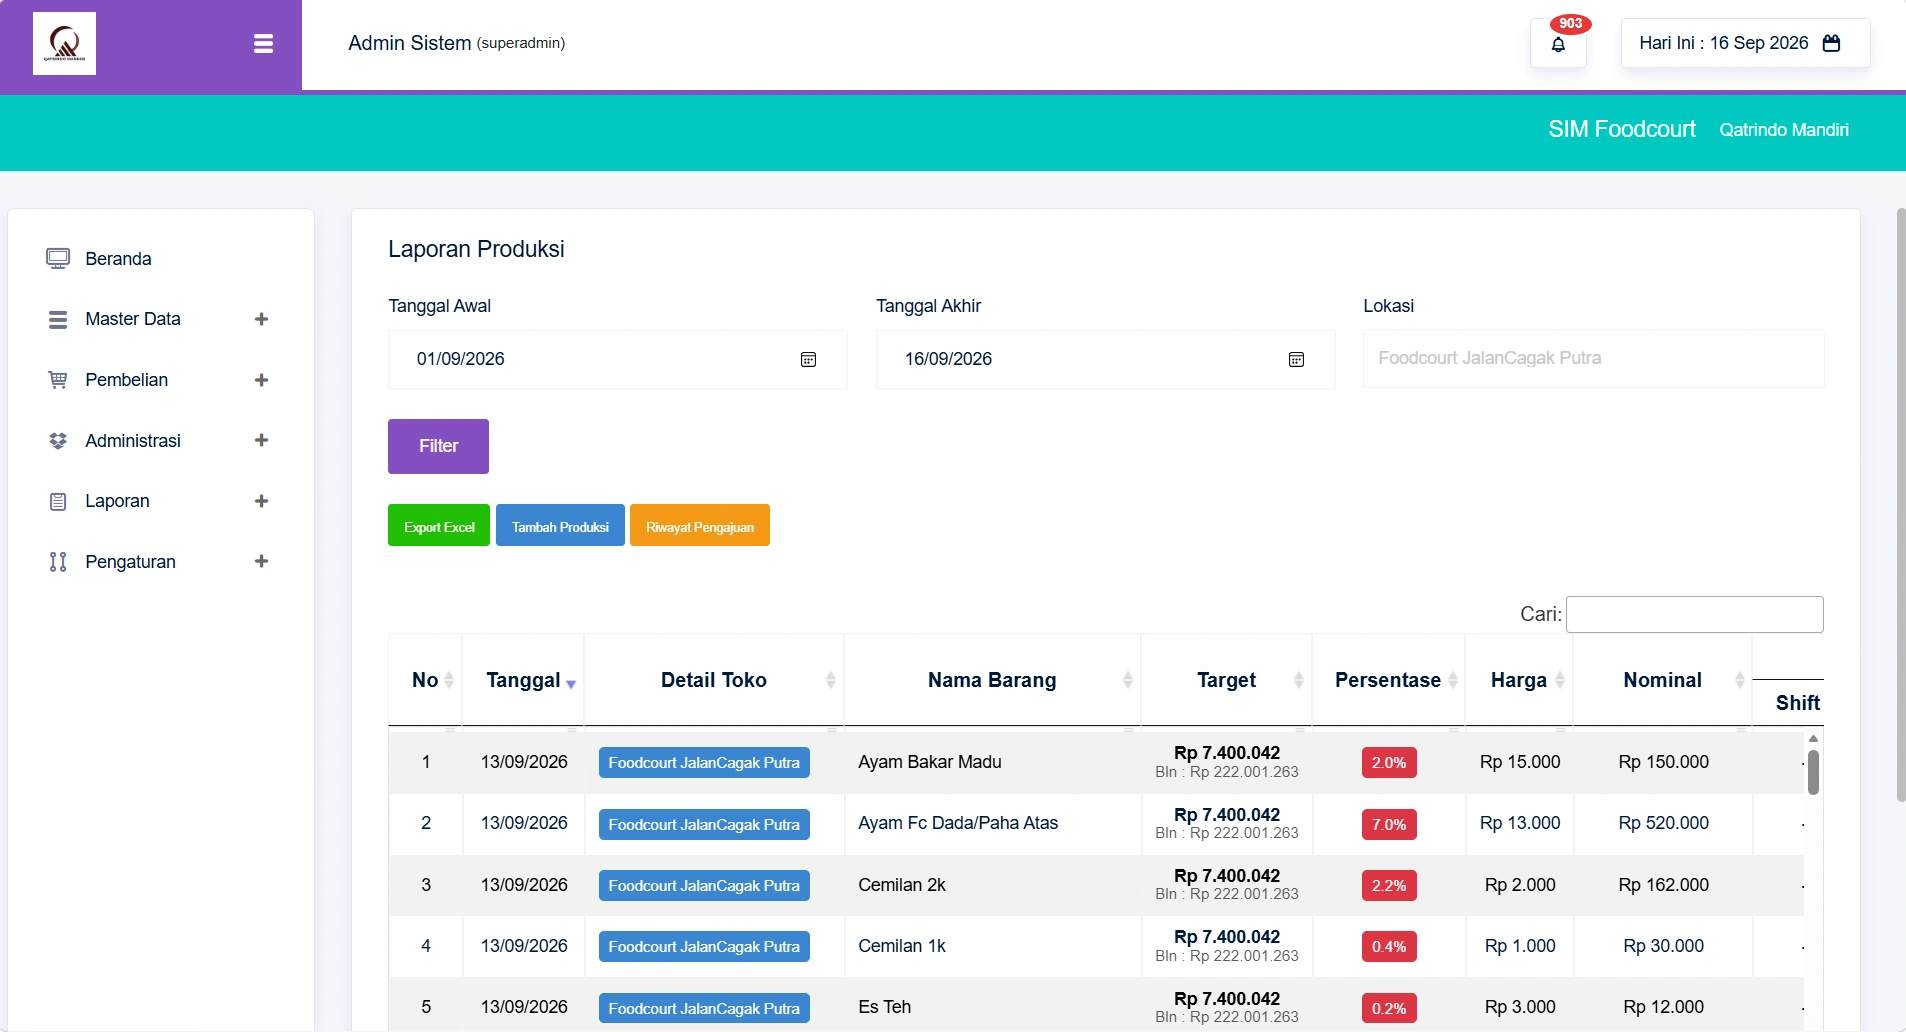 QATRINDO MANDIRI
Admin Sistem (superadmin)
903
Hari Ini : 16 Sep 2026
SIM Foodcourt Qatrindo Mandiri
Beranda
Master Data
Pembelian
Administrasi
Laporan
Pengaturan
Laporan Produksi
Tanggal Awal Tanggal Akhir Lokasi
01/09/2026 16/09/2026 Foodcourt JalanCagak Putra
Filter
Export Excel Tambah Produksi Riwayat Pengajuan
Cari:
No Tanggal Detail Toko Nama Barang Target Persentase Harga Nominal Shift
1 13/09/2026 Foodcourt JalanCagak Putra Ayam Bakar Madu Rp 7.400.042 2.0% Rp 15.000 Rp 150.000 -
Bln : Rp 222.001.263
2 13/09/2026 Foodcourt JalanCagak Putra Ayam Fc Dada/Paha Atas Rp 7.400.042 7.0% Rp 13.000 Rp 520.000 -
Bln : Rp 222.001.263
3 13/09/2026 Foodcourt JalanCagak Putra Cemilan 2k Rp 7.400.042 2.2% Rp 2.000 Rp 162.000 -
Bln : Rp 222.001.263
4 13/09/2026 Foodcourt JalanCagak Putra Cemilan 1k Rp 7.400.042 0.4% Rp 1.000 Rp 30.000 -
Bln : Rp 222.001.263
5 13/09/2026 Foodcourt JalanCagak Putra Es Teh Rp 7.400.042 0.2% Rp 3.000 Rp 12.000 -
Bln : Rp 222.001.263